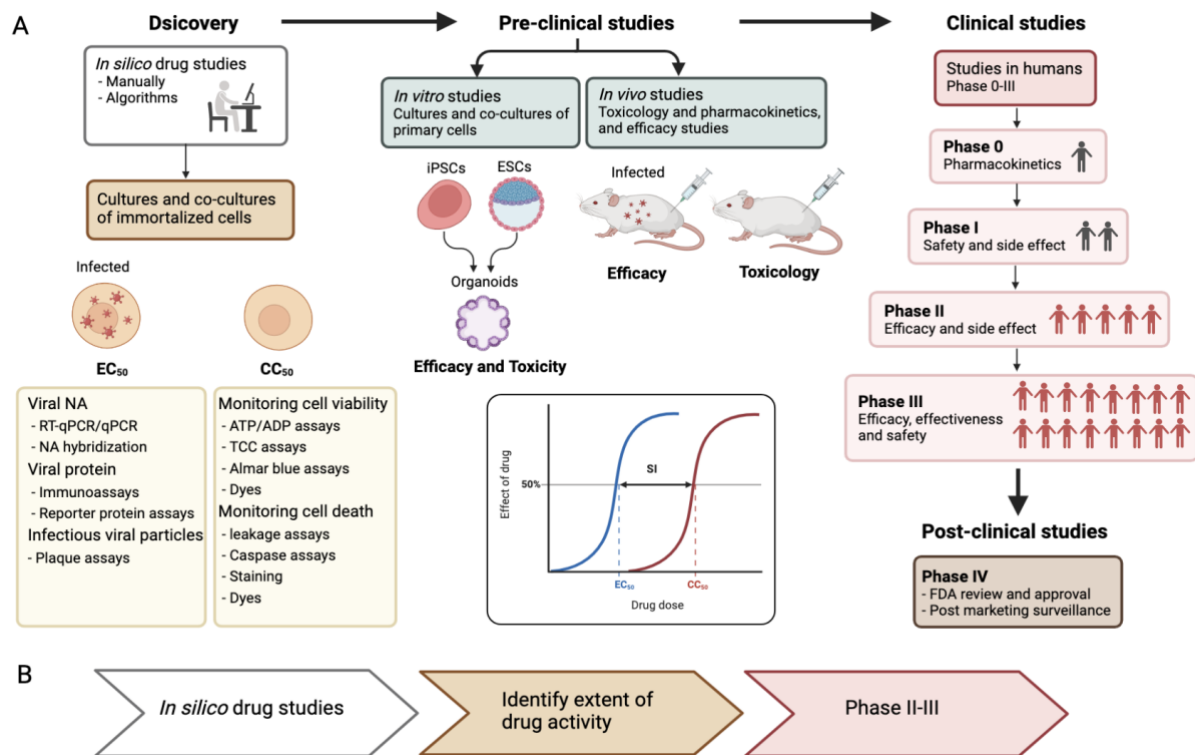 A
Dsicovery
Pre-clinical studies
Clinical studies
In silico drug studies
- Manually
- Algorithms
Cultures and co-cultures
of immortalized cells
Infected
EC₅₀
CC₅₀
Viral NA
- RT-qPCR/qPCR
- NA hybridization
Viral protein
- Immunoassays
- Reporter protein assays
Infectious viral particles
- Plaque assays
Monitoring cell viability
- ATP/ADP assays
- TCC assays
- Almar blue assays
- Dyes
Monitoring cell death
- leakage assays
- Caspase assays
- Staining
- Dyes
In vitro studies
Cultures and co-cultures of
primary cells
In vivo studies
Toxicology and pharmacokinetics,
and efficacy studies
iPSCs
ESCs
Organoids
Efficacy and Toxicity
Infected
Efficacy
Toxicology
Effect of drug
50%
SI
EC₅₀
CC₅₀
Drug dose
Studies in humans
Phase 0-III
Phase 0
Pharmacokinetics
Phase I
Safety and side effect
Phase II
Efficacy and side effect
Phase III
Efficacy, effectiveness
and safety
Post-clinical studies
Phase IV
- FDA review and approval
- Post marketing surveillance
B
In silico drug studies
Identify extent of
drug activity
Phase II-III